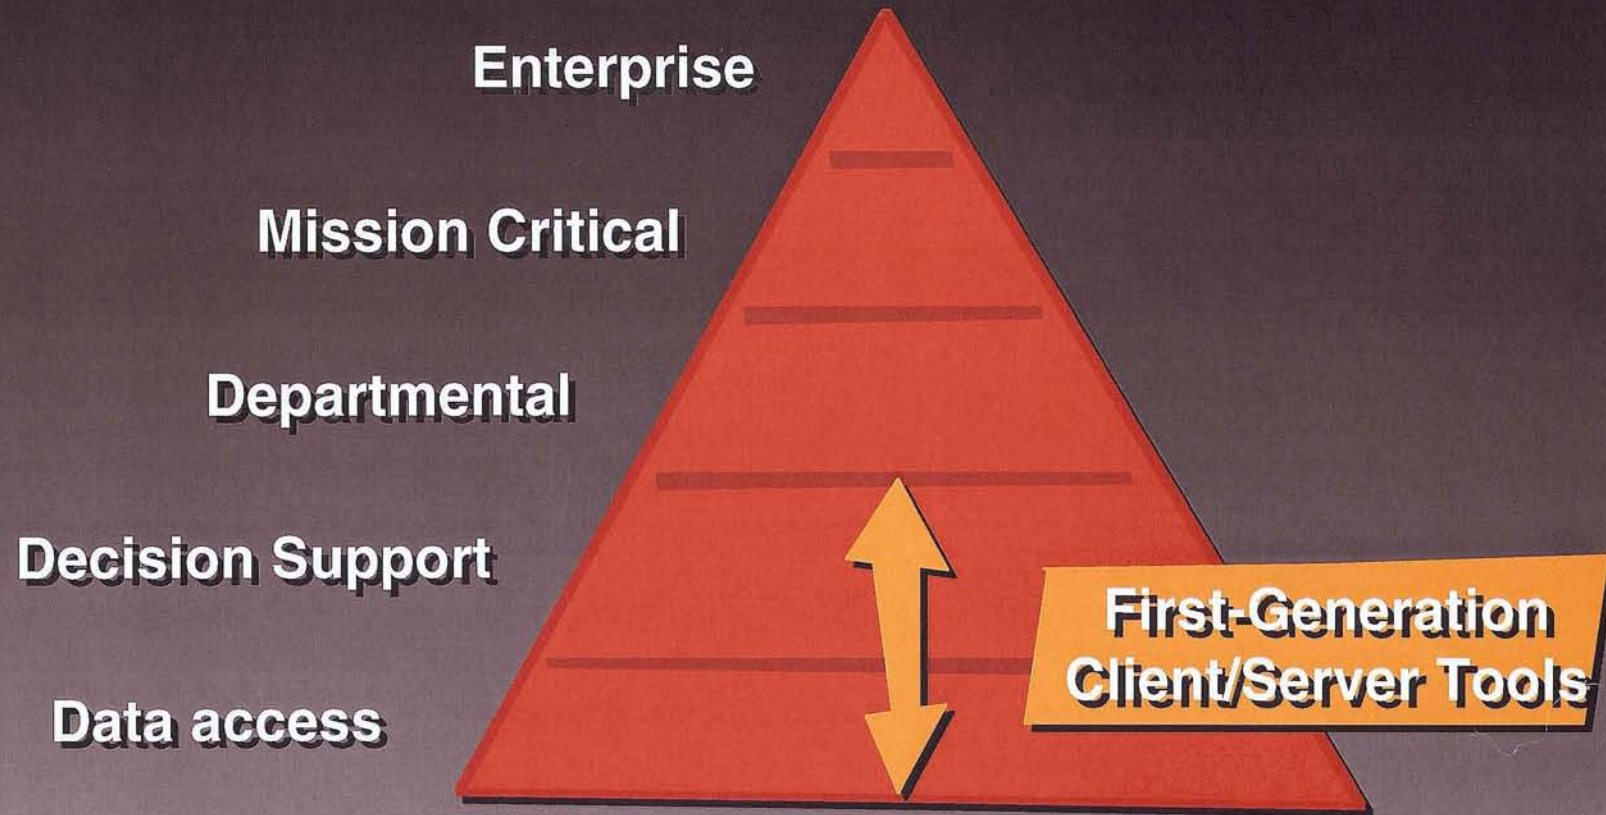 Enterprise
Mission Critical
Departmental
Decision Support
Data access
First-Generation
Client/Server Tools